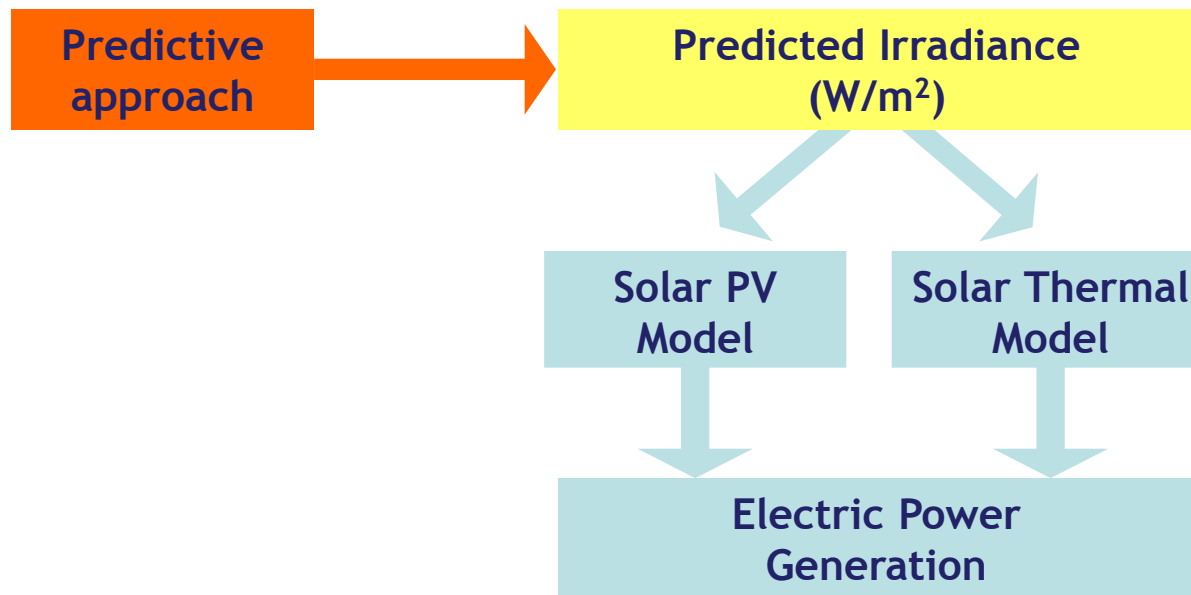 Predictive
approach
Predicted Irradiance
(W/m²)
Solar PV
Model
Solar Thermal
Model
Electric Power
Generation